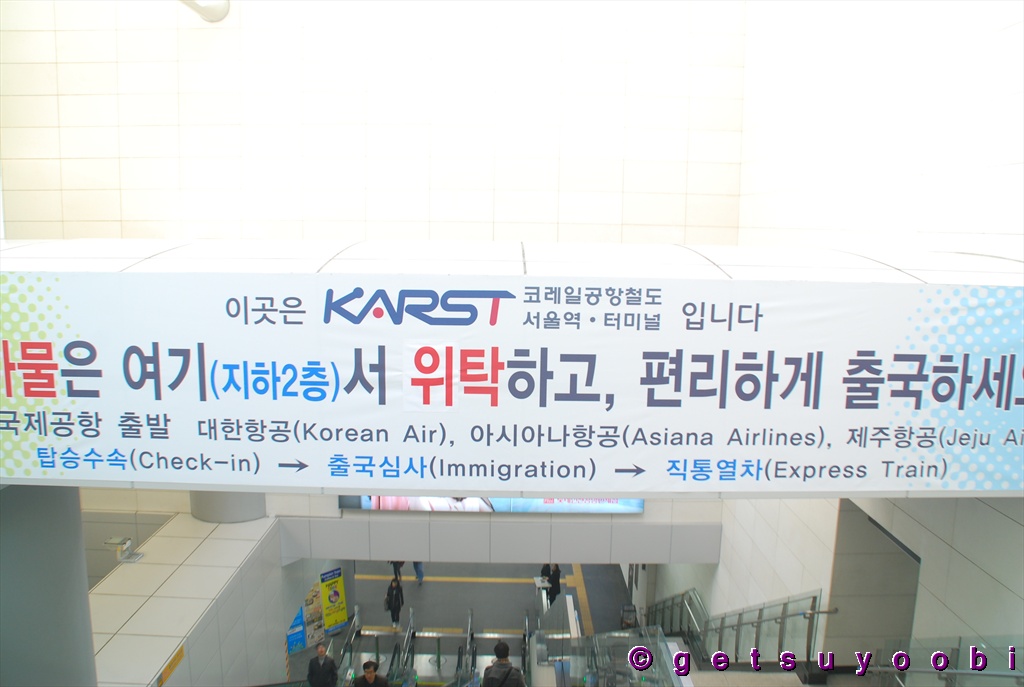 이곳은 KARST 코레일공항철도 서울역·터미널 입니다
물은 여기(지하2층)서 위탁하고, 편리하게 출국하세요
국제공항 출발 대한항공(Korean Air), 아시아나항공(Asiana Airlines), 제주항공(Jeju Ai
탑승수속(Check-in) → 출국심사(Immigration) → 직통열차(Express Train)
© getsuyoobi